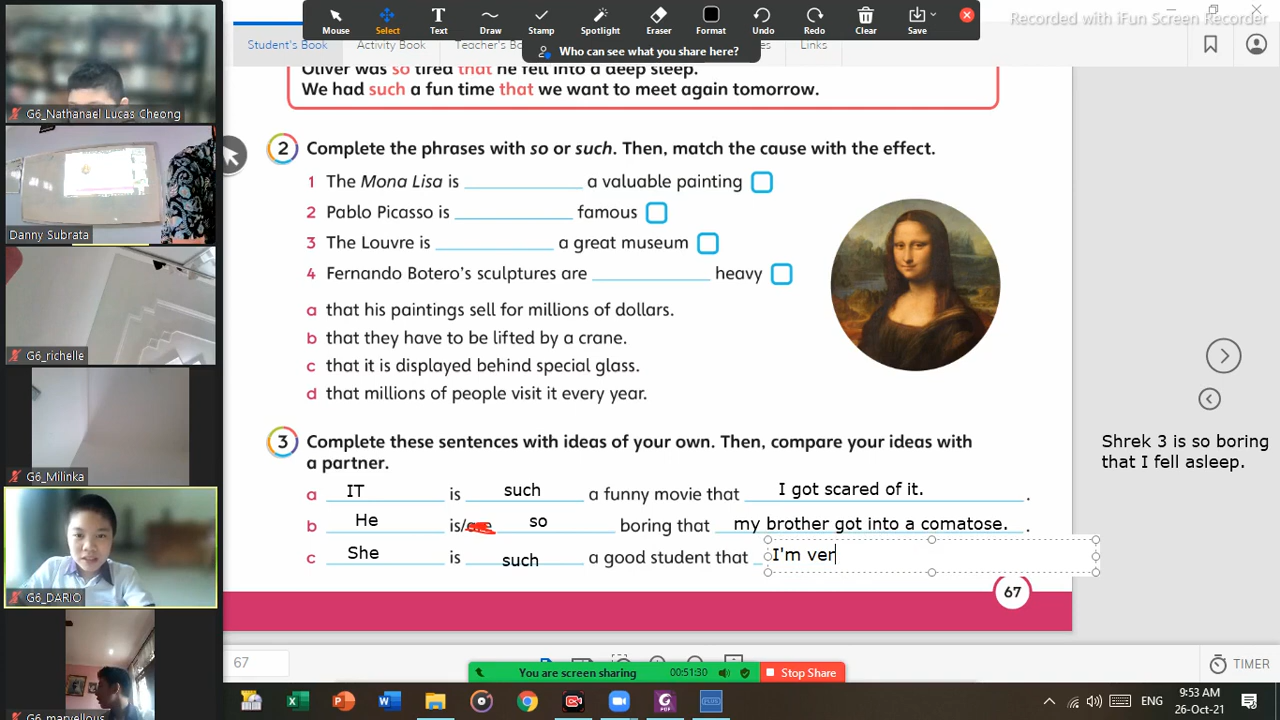 Mouse Select Text Draw Stamp Spotlight Eraser Format Undo Redo Clear Save
Recorded with iFun Screen Recorder
Who can see what you share here?
Student's Book Activity Book Links
Oliver was so tired that he fell into a deep sleep.
We had such a fun time that we want to meet again tomorrow.
2 Complete the phrases with so or such. Then, match the cause with the effect.
1 The Mona Lisa is a valuable painting
2 Pablo Picasso is famous
3 The Louvre is a great museum
4 Fernando Botero's sculptures are heavy
a that his paintings sell for millions of dollars.
b that they have to be lifted by a crane.
c that it is displayed behind special glass.
d that millions of people visit it every year.
3 Complete these sentences with ideas of your own. Then, compare your ideas with
a partner.
a IT is such a funny movie that I got scared of it. .
b He is/are so boring that my brother got into a comatose. .
c She is such a good student that I'm ver
67
Shrek 3 is so boring
that I fell asleep.
G6_Nathanael Lucas Cheong
Danny Subrata
G6_richelle
G6_Milinka
G6_DARIO
G6_marvellous
67
TIMER
You are screen sharing 00:51:30 Stop Share
ENG
9:53 AM
26-Oct-21